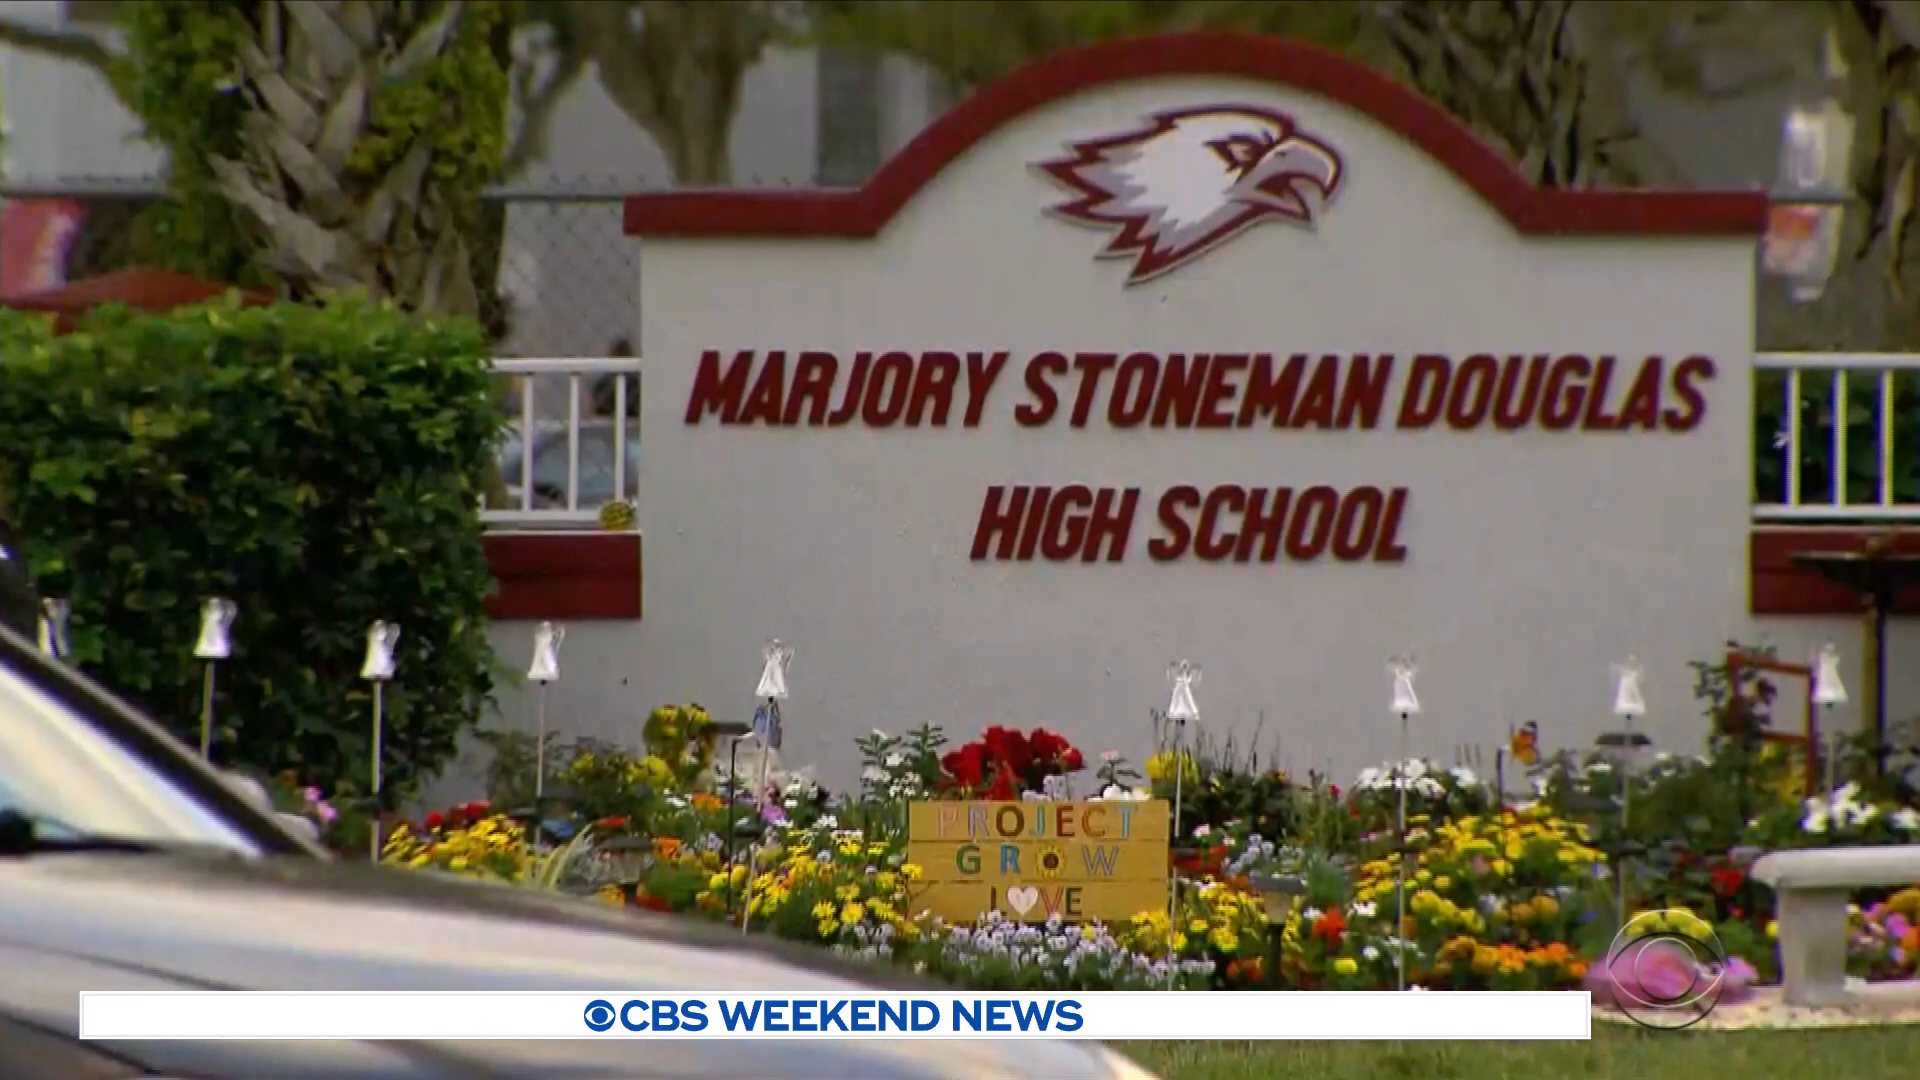 MARJORY STONEMAN DOUGLAS
HIGH SCHOOL
PROJECT
GROW
LOVE
CBS WEEKEND NEWS